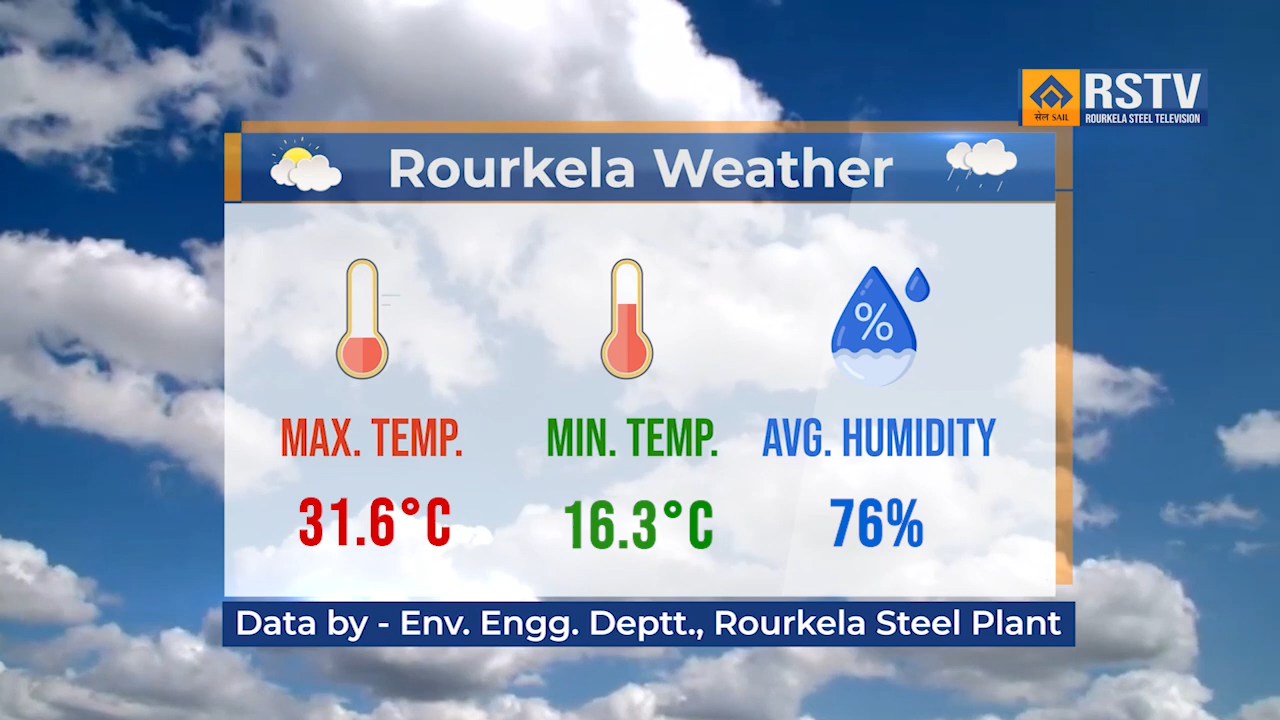 सेल SAIL
RSTV
ROURKELA STEEL TELEVISION
Rourkela Weather
%
MAX. TEMP.
MIN. TEMP.
AVG. HUMIDITY
31.6°C
16.3°C
76%
Data by - Env. Engg. Deptt., Rourkela Steel Plant